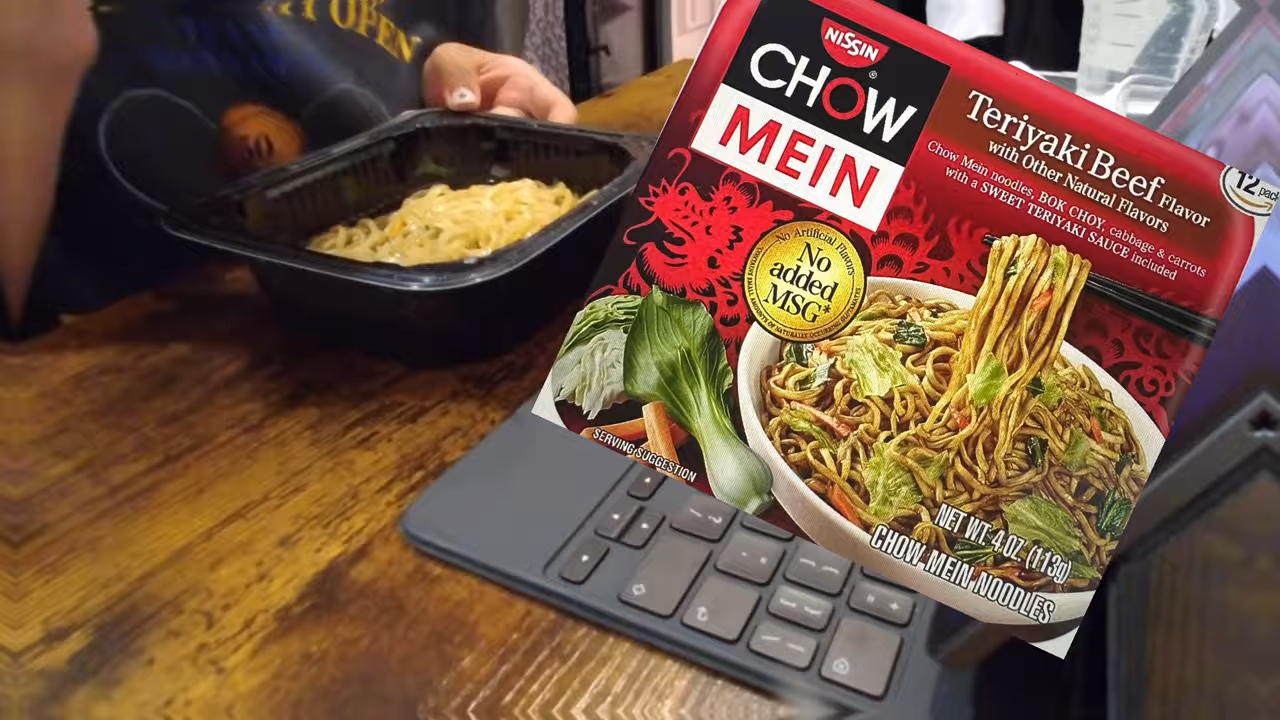 OPEN
NISSIN
CHOW
MEIN
Teriyaki Beef Flavor
with Other Natural Flavors
Chow Mein noodles, BOK CHOY, cabbage & carrots
with a SWEET TERIYAKI SAUCE included
12 pack
No Artificial Flavors
No
added
MSG*
SERVING SUGGESTION
NET WT. 4 OZ. (113g)
CHOW MEIN NOODLES